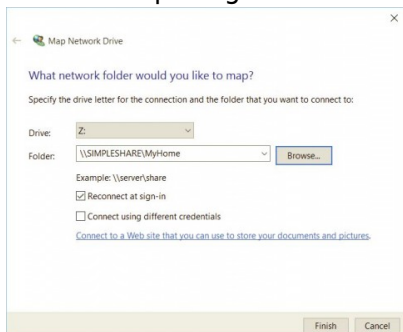 Map Network Drive
What network folder would you like to map?
Specify the drive letter for the connection and the folder that you want to connect to:
Drive: Z:
Folder: \\SIMPLESHARE\MyHome Browse...
Example: \\server\share
Reconnect at sign-in
Connect using different credentials
Connect to a Web site that you can use to store your documents and pictures.
Finish Cancel